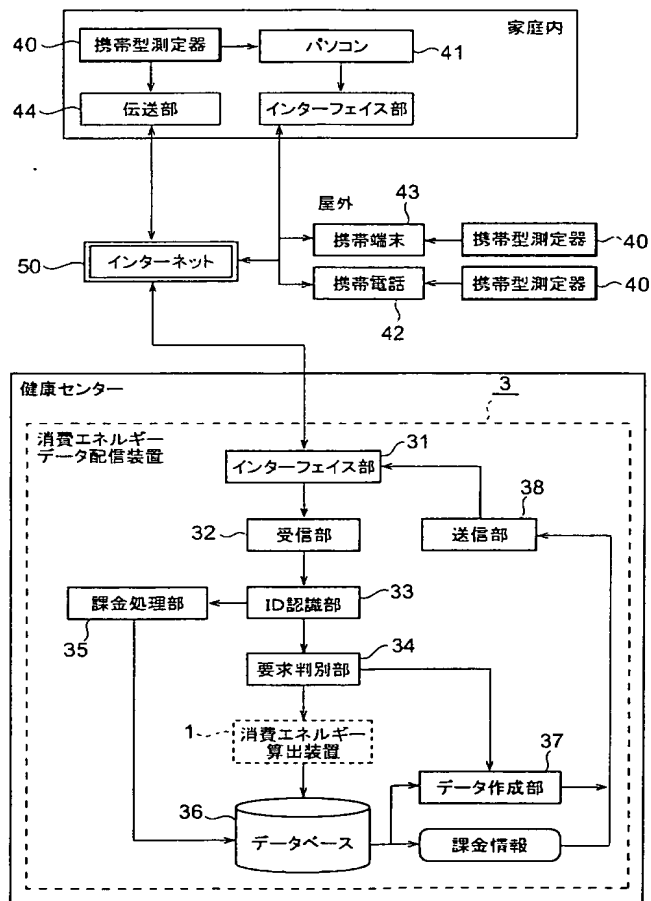 家庭内
40
携帯型測定器
パソコン
41
44
伝送部
インターフェイス部
屋外
43
携帯端末
携帯型測定器
40
50
インターネット
携帯電話
携帯型測定器
40
42
健康センター
3
消費エネルギー
データ配信装置
31
インターフェイス部
38
32
受信部
送信部
課金処理部
ID認識部
33
35
34
要求判別部
1
消費エネルギー
算出装置
37
36
データ作成部
データベース
課金情報